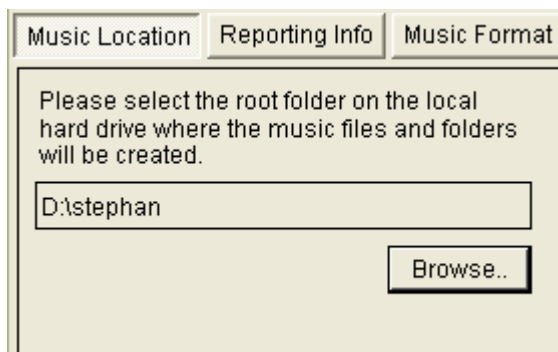 Music Location Reporting Info Music Format
Please select the root folder on the local
hard drive where the music files and folders
will be created.
D:\stephan
Browse..